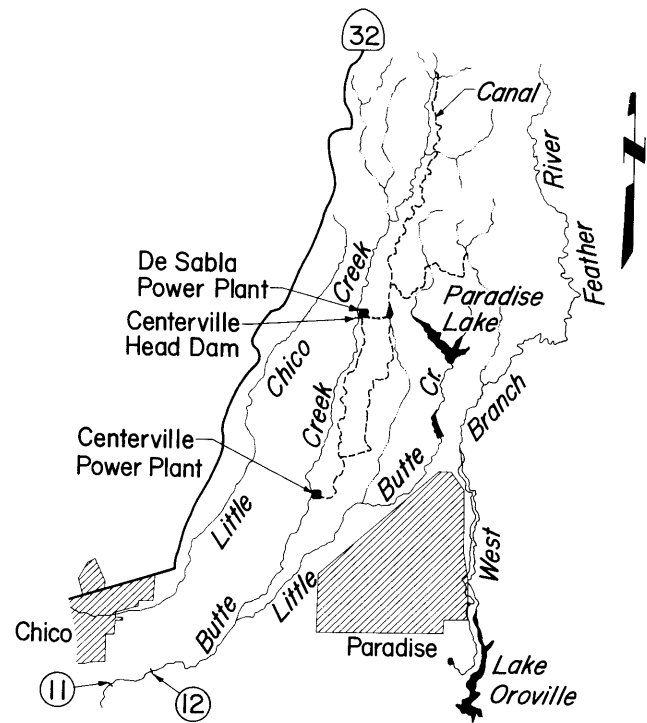 32
Canal
River
Feather
De Sabla
Power Plant
Creek
Centerville
Head Dam
Paradise
Lake
Chico
Cr.
Branch
Creek
Centerville
Power Plant
Butte
Little
West
Little
Butte
Chico
Paradise
Lake
Oroville
11
12